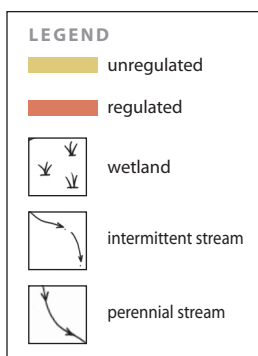 LEGEND
unregulated
regulated
wetland
intermittent stream
perennial stream